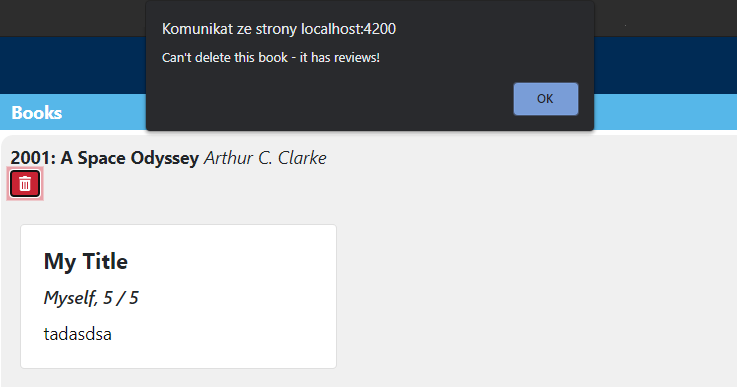 Komunikat ze strony localhost:4200
Can't delete this book - it has reviews!
OK
Books
2001: A Space Odyssey Arthur C. Clarke
My Title
Myself, 5 / 5
tadasdsa